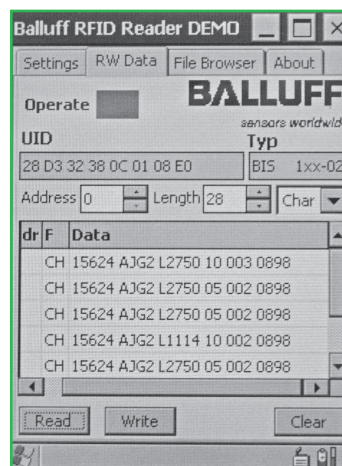 Balluff RFID Reader DEMO
Settings RW Data File Browser About
Operate BALLUFF
sensors worldwid
UID Typ
28 D3 32 38 0C 01 08 E0 BIS 1xx-02
Address 0 Length 28 Char
dr F Data
CH 15624 AJG2 L2750 10 003 0898
CH 15624 AJG2 L2750 05 002 0898
CH 15624 AJG2 L2750 05 002 0898
CH 15624 AJG2 L1114 10 002 0898
CH 15624 AJG2 L2750 05 002 0898
Read Write Clear